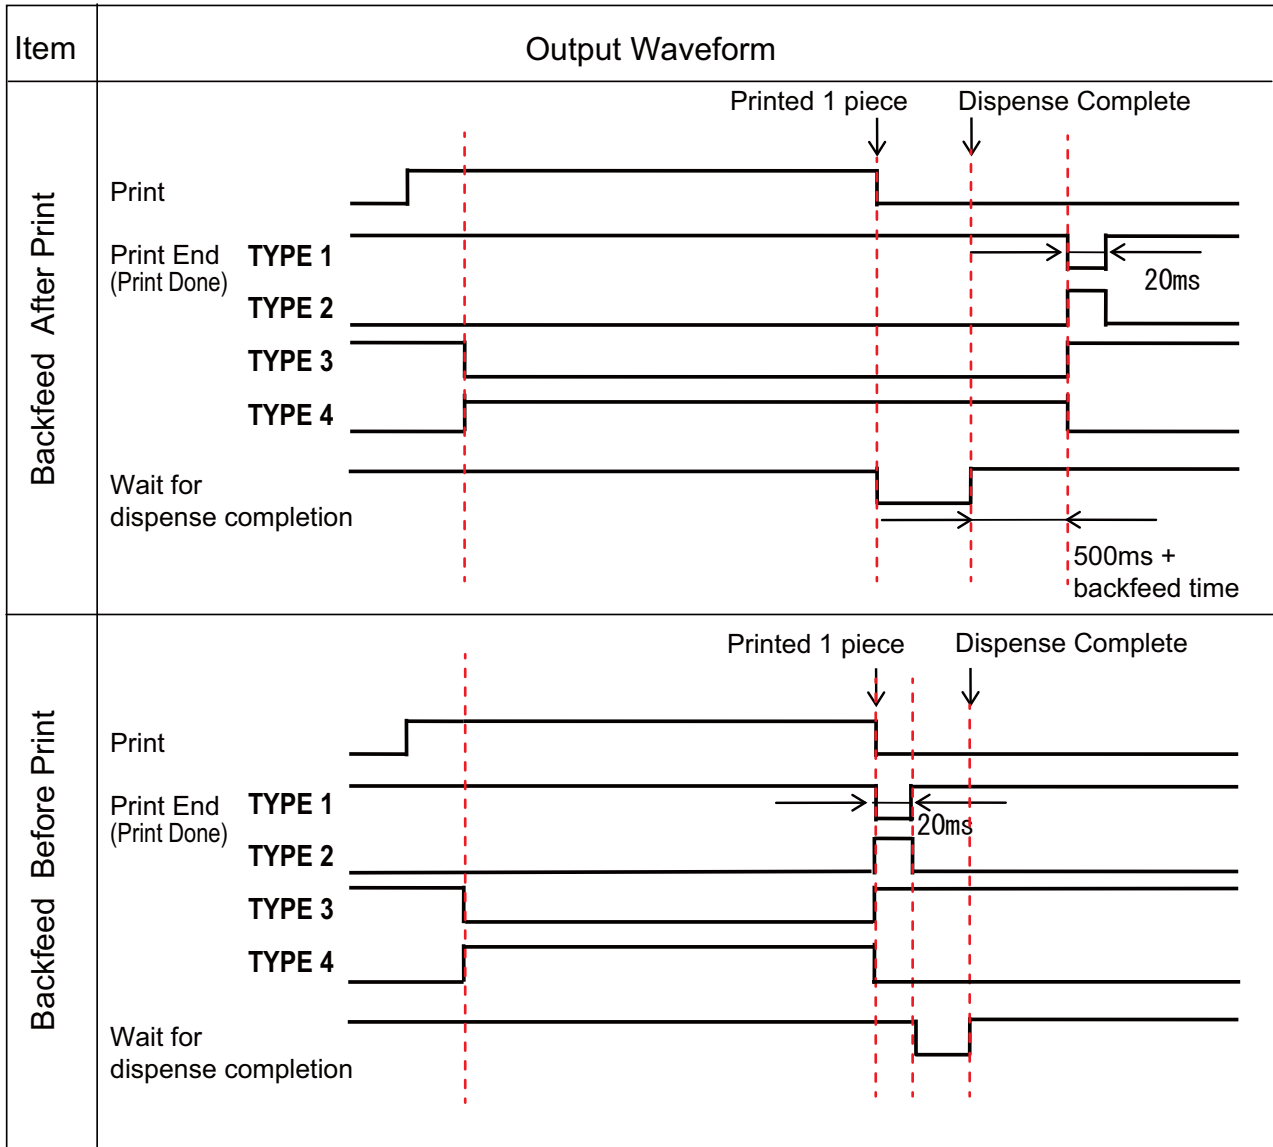 Item
Output Waveform
Backfeed After Print
Printed 1 piece
Dispense Complete
Print
Print End
(Print Done)
TYPE 1
20ms
TYPE 2
TYPE 3
TYPE 4
Wait for
dispense completion
500ms +
backfeed time
Backfeed Before Print
Printed 1 piece
Dispense Complete
Print
Print End
(Print Done)
TYPE 1
20ms
TYPE 2
TYPE 3
TYPE 4
Wait for
dispense completion